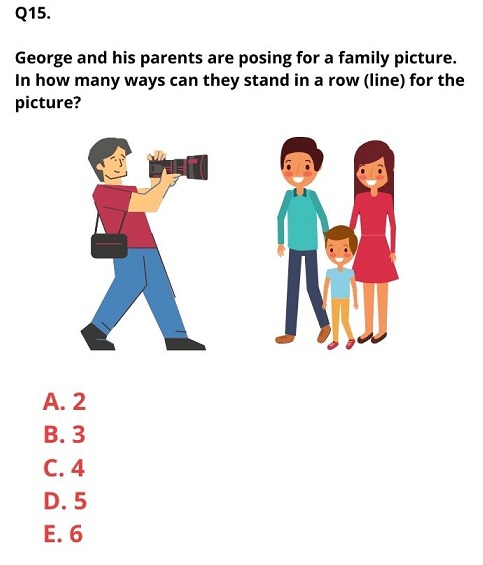 Q15.
George and his parents are posing for a family picture.
In how many ways can they stand in a row (line) for the
picture?
A. 2
B. 3
C. 4
D. 5
E. 6